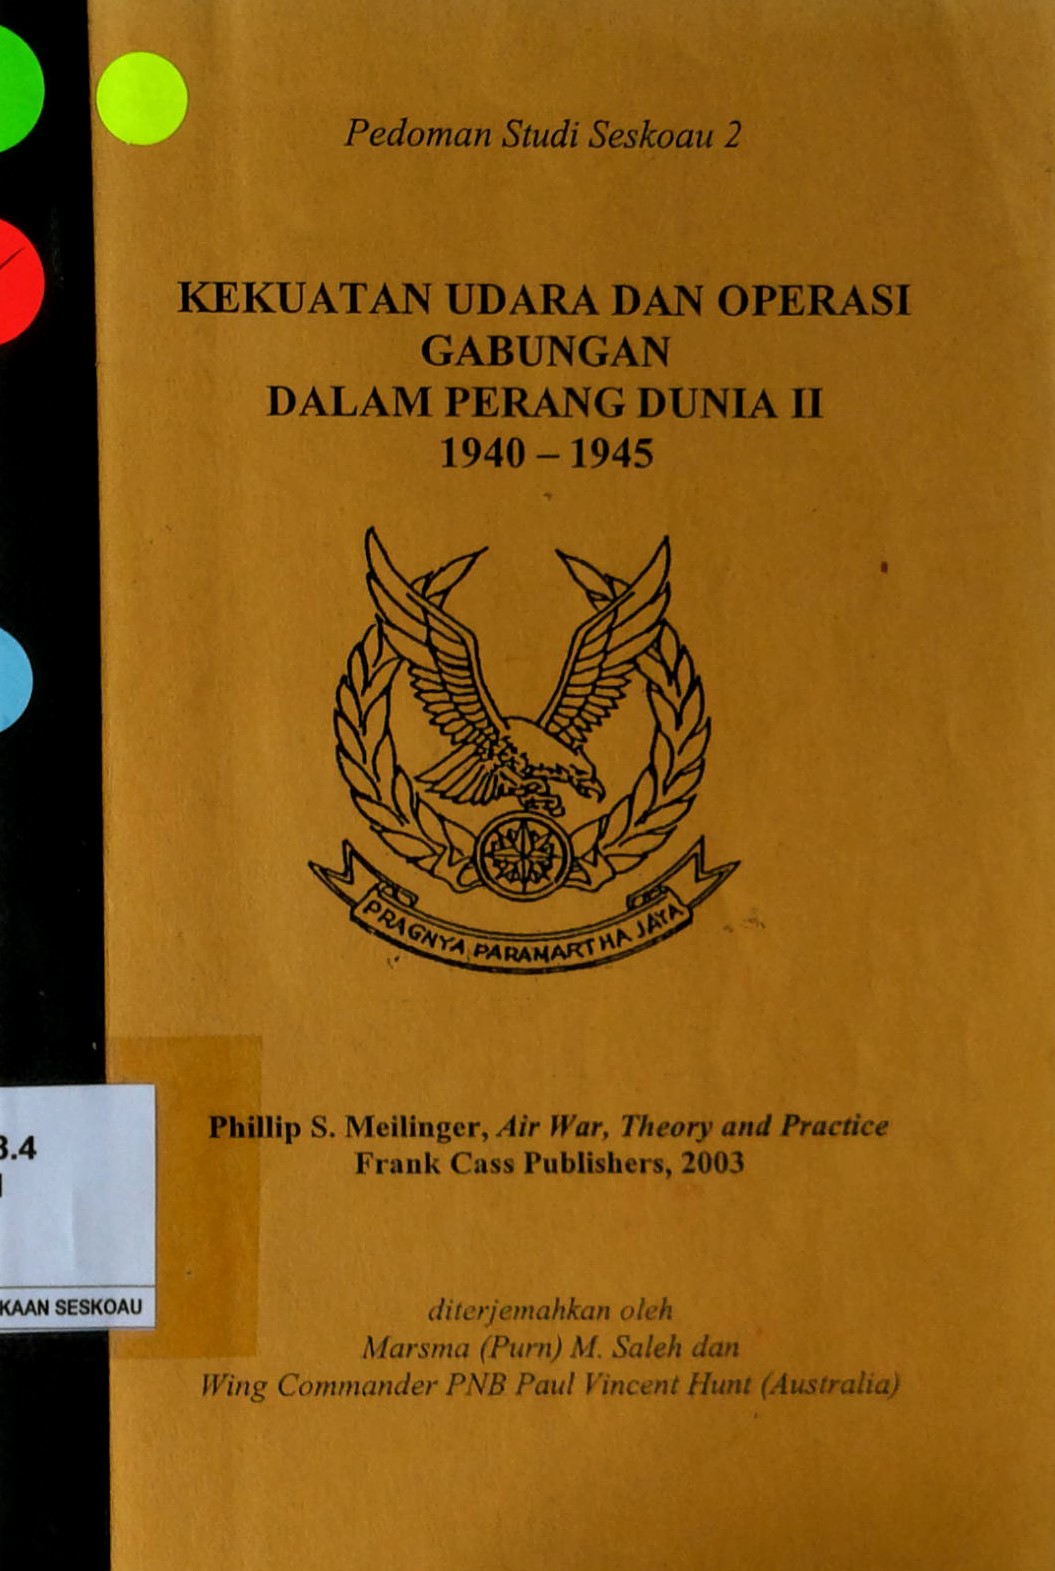 Pedoman Studi Seskoau 2
KEKUATAN UDARA DAN OPERASI
GABUNGAN
DALAM PERANG DUNIA II
1940 – 1945
PRAGNYA PARAMARTHA JAYA
Phillip S. Meilinger, Air War, Theory and Practice
Frank Cass Publishers, 2003
3.4
KAAN SESKOAU
diterjemahkan oleh
Marsma (Purn) M. Saleh dan
Wing Commander PNB Paul Vincent Hunt (Australia)